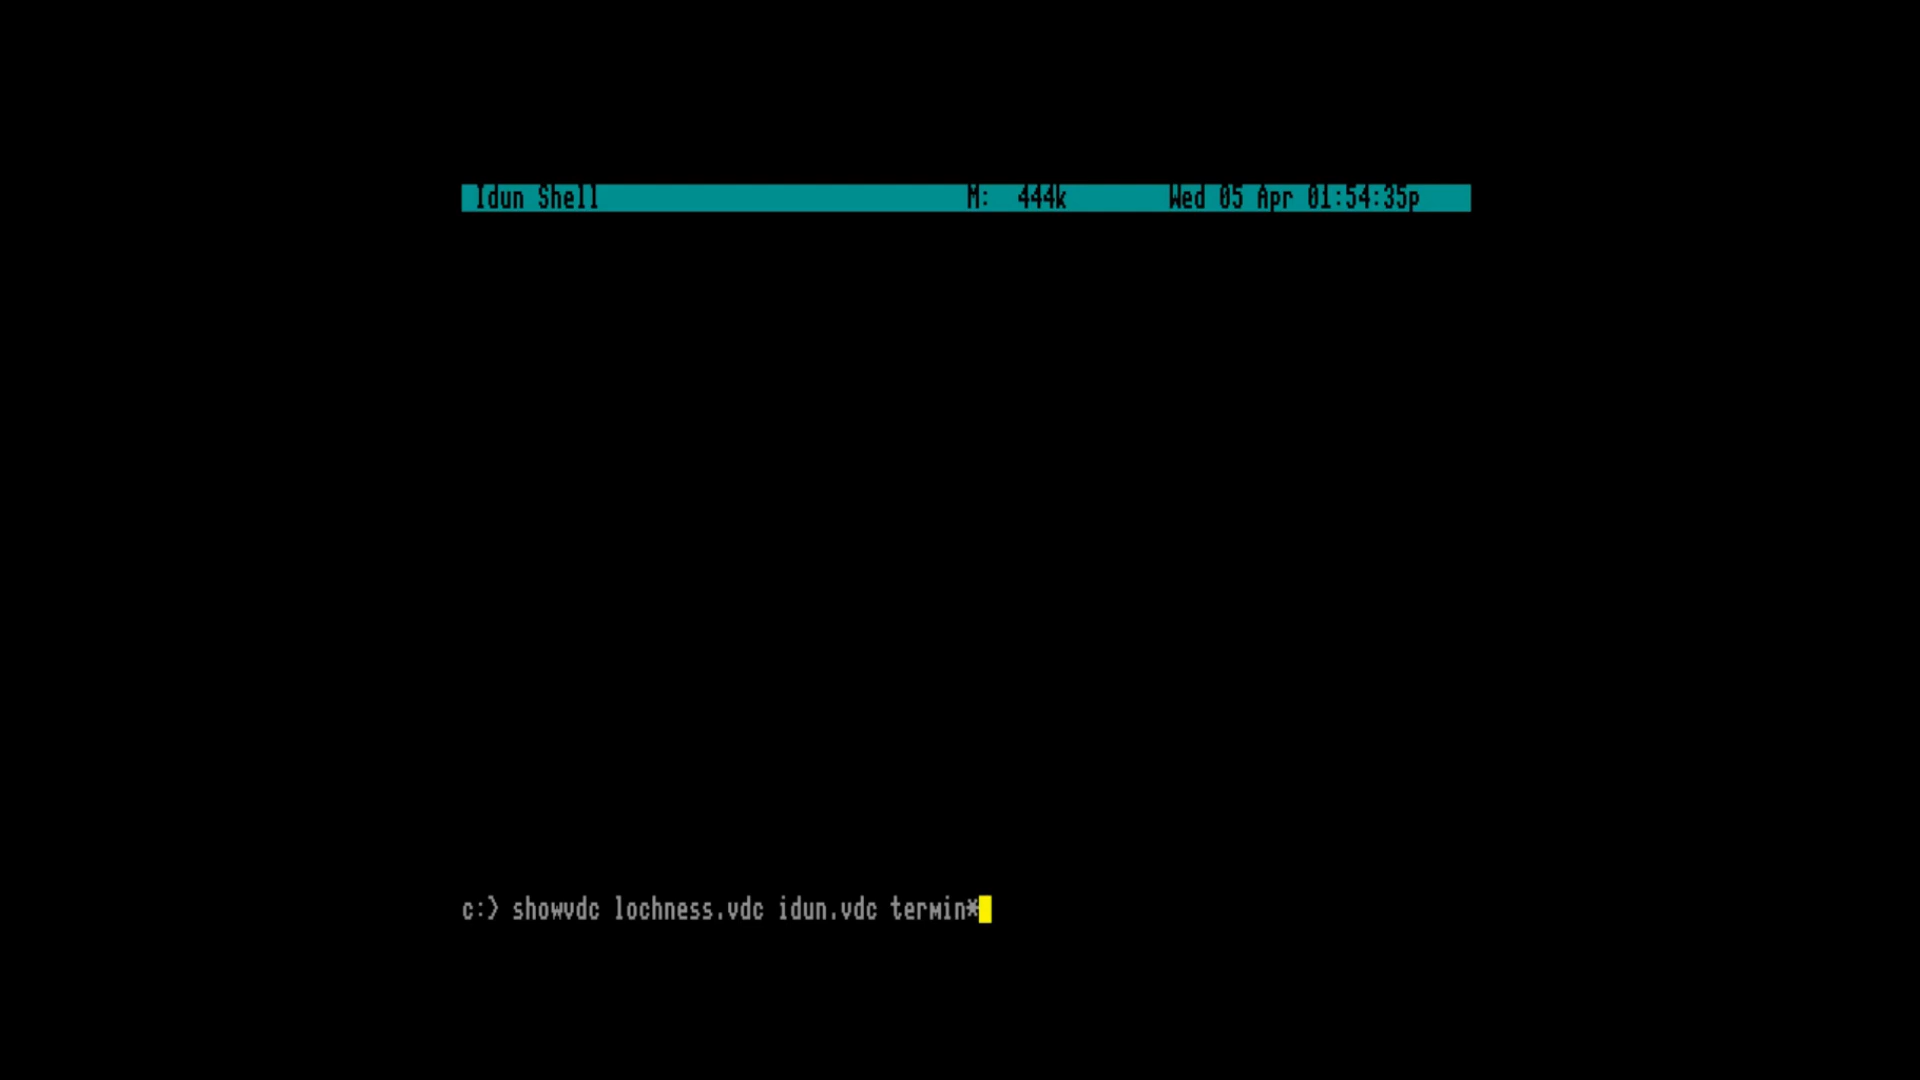 Idun Shell M: 444k Wed 05 Apr 01:54:35p
c:> showvdc lochness.vdc idun.vdc termin*